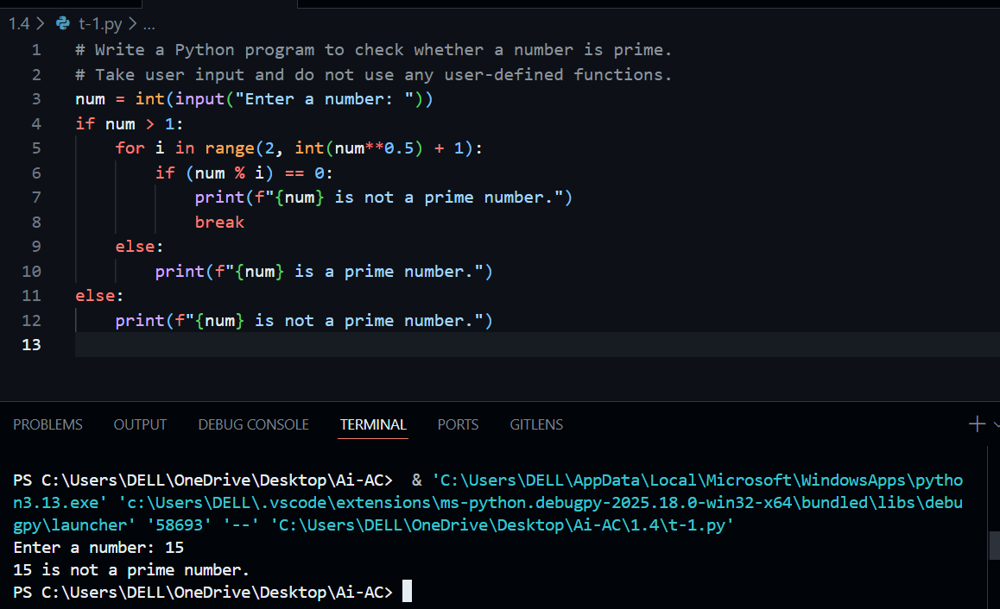 1.4 > t-1.py > ...
1 # Write a Python program to check whether a number is prime.
2 # Take user input and do not use any user-defined functions.
3 num = int(input("Enter a number: "))
4 if num > 1:
5     for i in range(2, int(num**0.5) + 1):
6         if (num % i) == 0:
7             print(f"{num} is not a prime number.")
8             break
9     else:
10         print(f"{num} is a prime number.")
11 else:
12     print(f"{num} is not a prime number.")
13
PROBLEMS OUTPUT DEBUG CONSOLE TERMINAL PORTS GITLENS
PS C:\Users\DELL\OneDrive\Desktop\Ai-AC>  & 'C:\Users\DELL\AppData\Local\Microsoft\WindowsApps\pytho
n3.13.exe' 'c:\Users\DELL\.vscode\extensions\ms-python.debugpy-2025.18.0-win32-x64\bundled\libs\debu
gpy\launcher' '58693' '--' 'C:\Users\DELL\OneDrive\Desktop\Ai-AC\1.4\t-1.py'
Enter a number: 15
15 is not a prime number.
PS C:\Users\DELL\OneDrive\Desktop\Ai-AC>